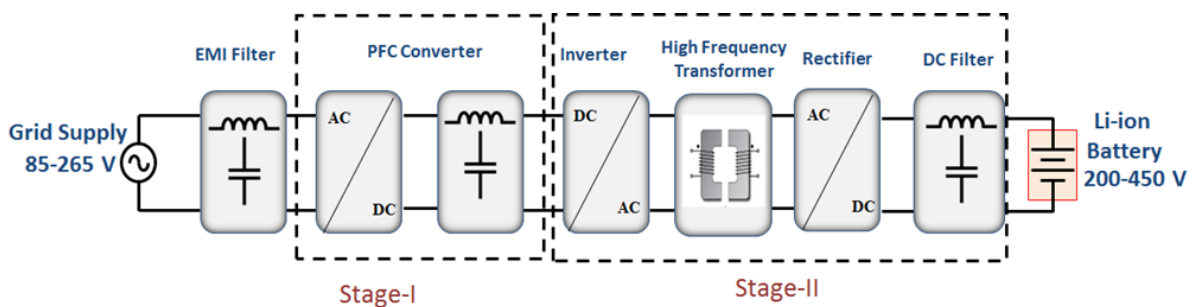 EMI Filter
PFC Converter
Inverter
High Frequency
Transformer
Rectifier
DC Filter
Grid Supply
85-265 V
AC
DC
DC
AC
AC
DC
Li-ion
Battery
200-450 V
Stage-I
Stage-II